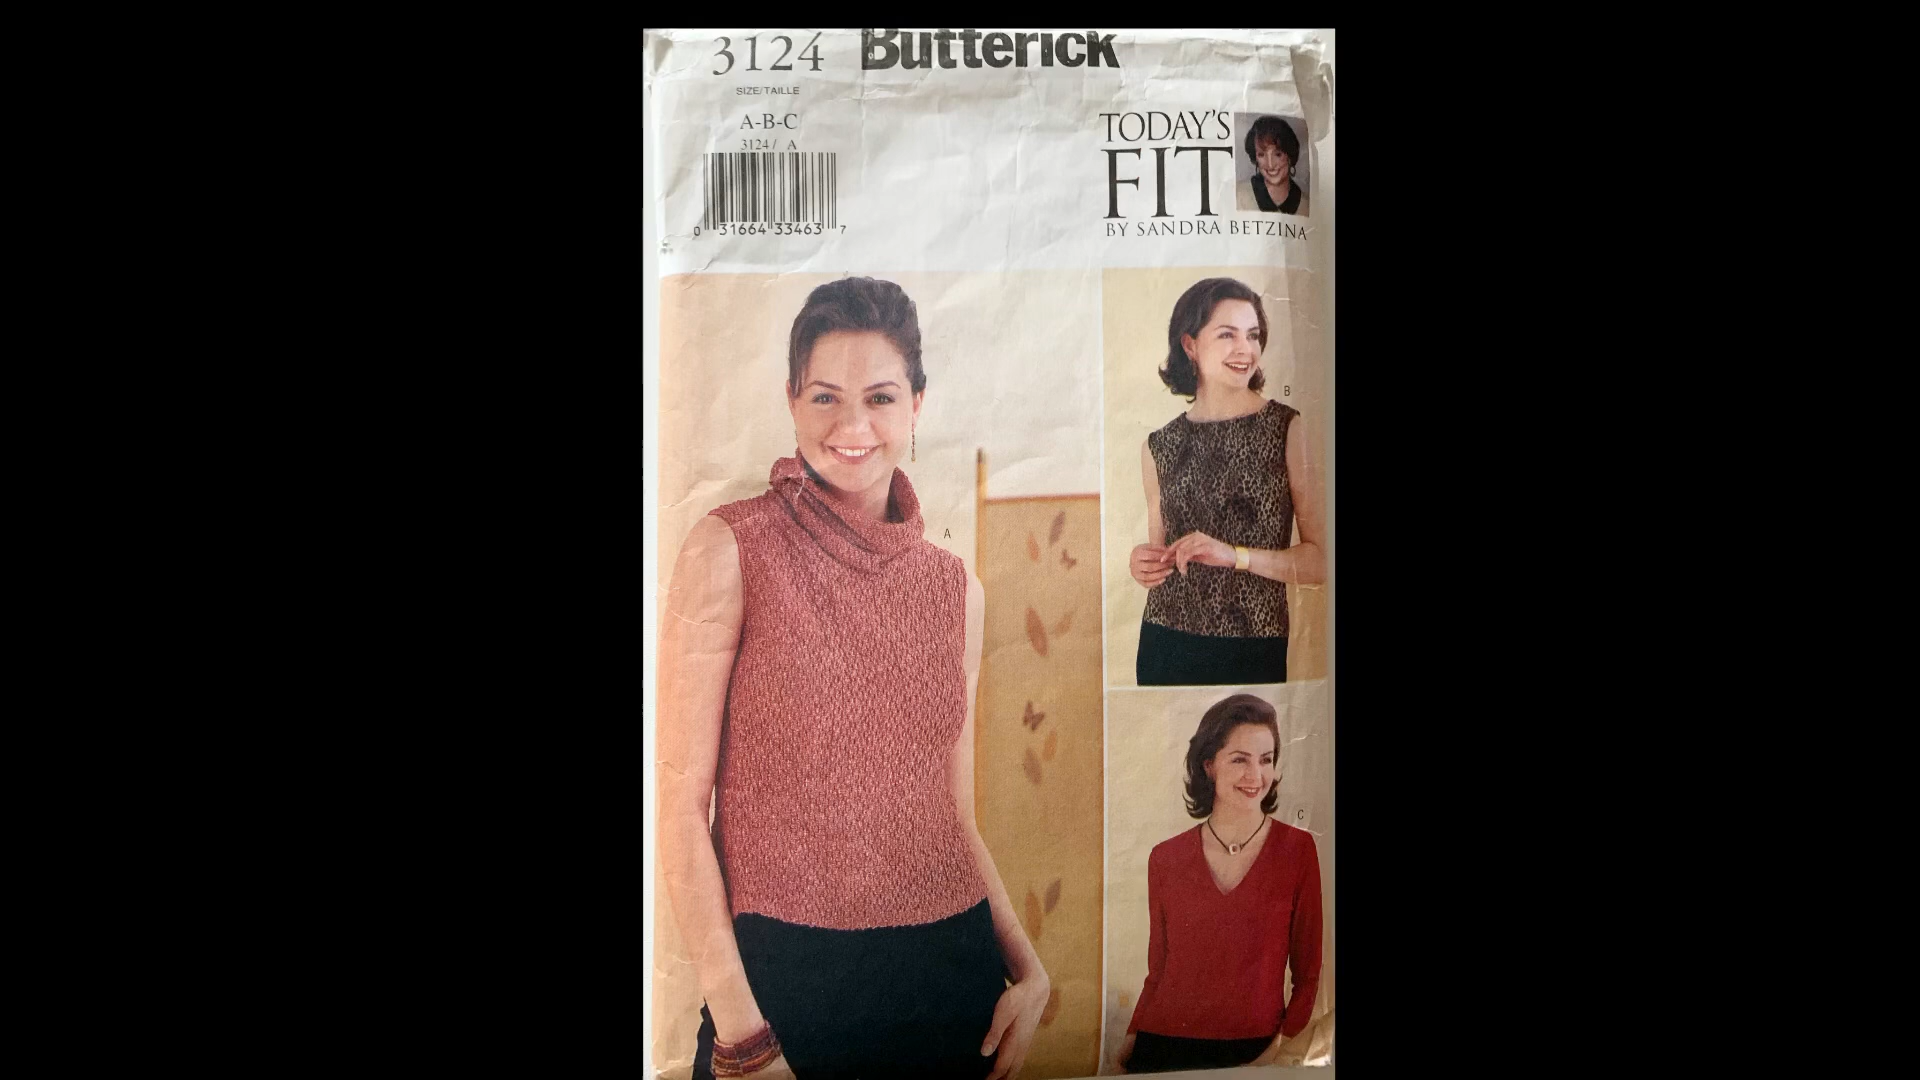 3124 Butterick
SIZE/TAILLE
A-B-C
3124 / A
0 31664 33463 7
TODAY'S
FIT
BY SANDRA BETZINA
A
B
C